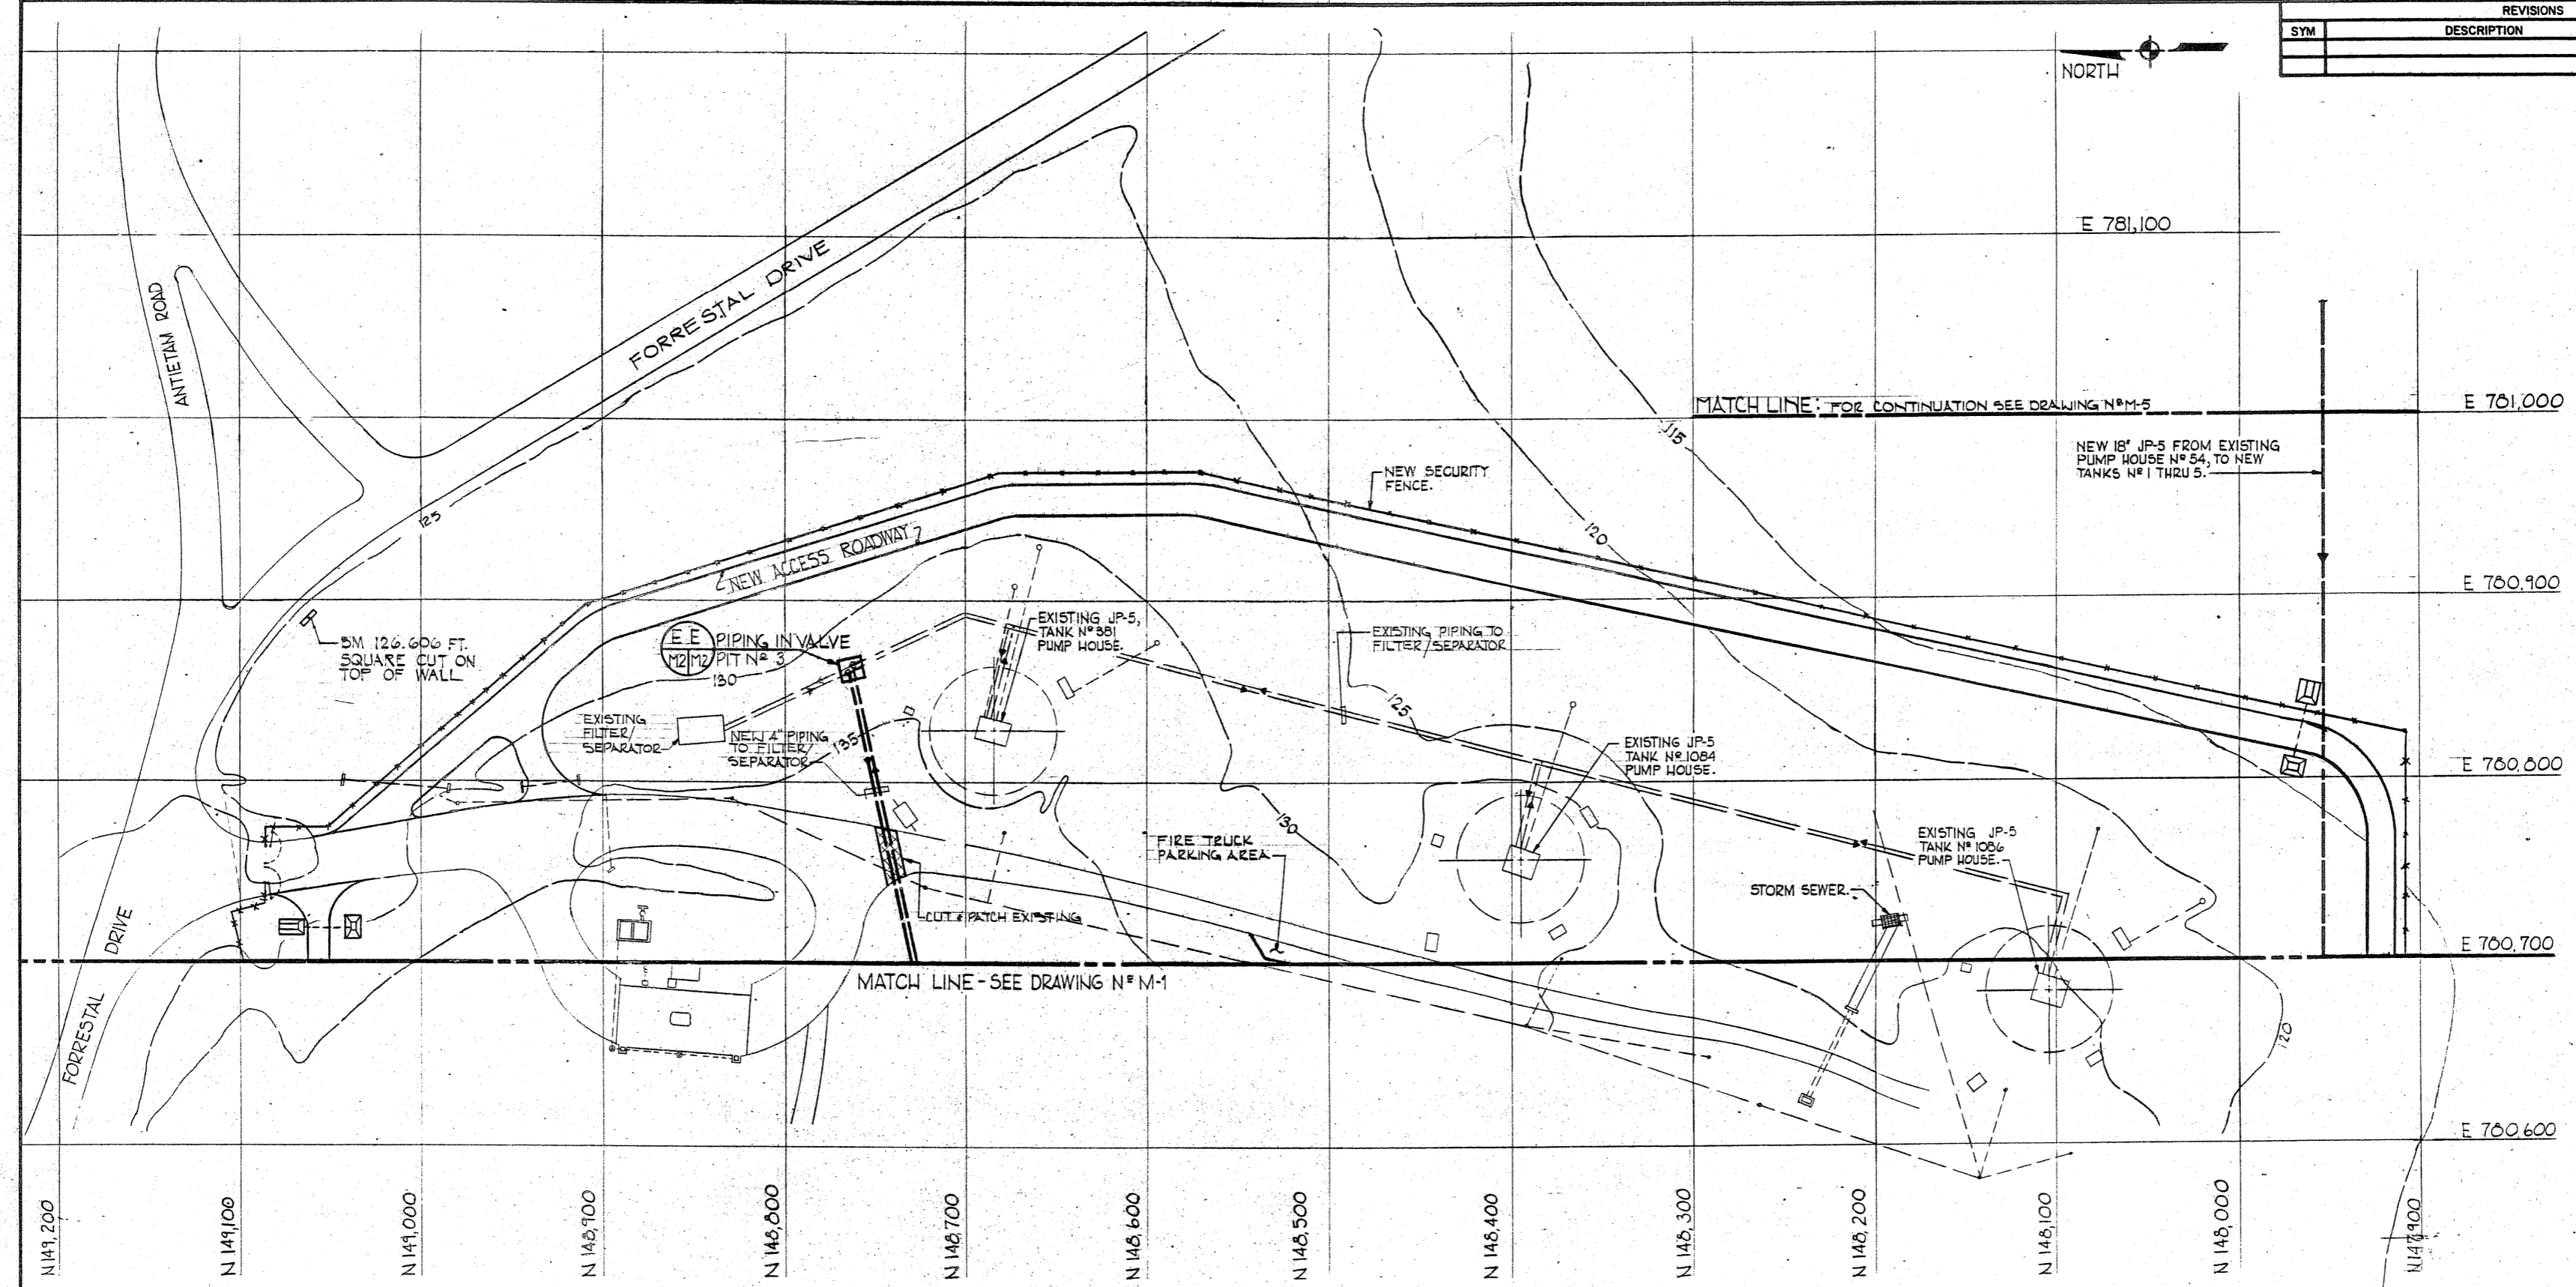 REVISIONS
SYM DESCRIPTION
NORTH
E 781,100
ANTIETAM ROAD
FORRESTAL DRIVE
MATCH LINE: FOR CONTINUATION SEE DRAWING Nº M-5
E 781,000
115
NEW 18" JP-5 FROM EXISTING
PUMP HOUSE Nº 54, TO NEW
TANKS Nº 1 THRU 5.
NEW SECURITY
FENCE.
125
120
NEW ACCESS ROADWAY
E 780,900
BM 126.606 FT.
SQUARE CUT ON
TOP OF WALL
E E
M2 M2
PIPING IN VALVE
PIT Nº 3
130
EXISTING JP-5,
TANK Nº 381
PUMP HOUSE.
EXISTING PIPING TO
FILTER/SEPARATOR
125
EXISTING
FILTER/
SEPARATOR
NEW 4" PIPING
TO FILTER/
SEPARATOR
135
EXISTING JP-5
TANK Nº 1084
PUMP HOUSE.
E 780,800
130
FIRE TRUCK
PARKING AREA
EXISTING JP-5
TANK Nº 1086
PUMP HOUSE.
STORM SEWER.
CUT & PATCH EXISTING
E 780,700
MATCH LINE - SEE DRAWING Nº M-1
FORRESTAL DRIVE
120
E 780,600
N 149,200
N 149,100
N 149,000
N 148,900
N 148,800
N 148,700
N 148,600
N 148,500
N 148,400
N 148,300
N 148,200
N 148,100
N 148,000
N 147,900